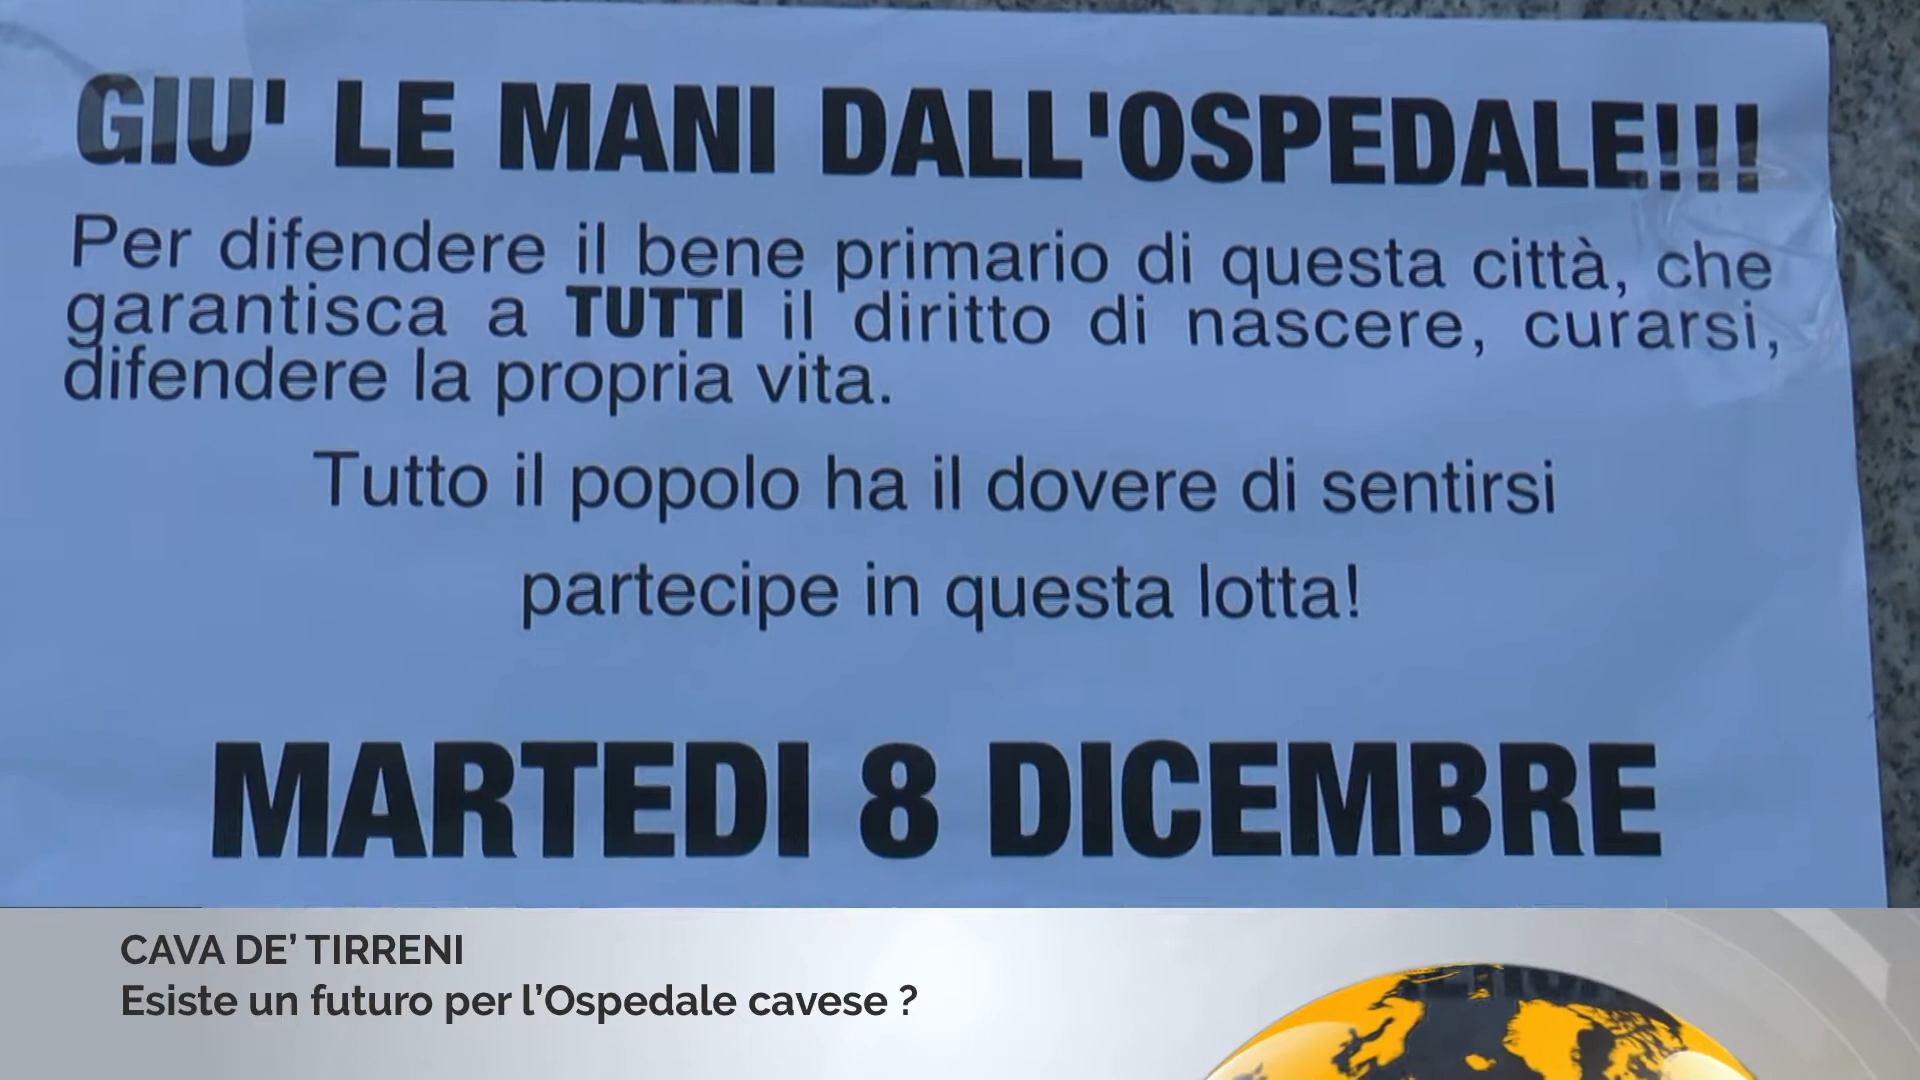 GIU' LE MANI DALL'OSPEDALE!!!
Per difendere il bene primario di questa città, che
garantisca a TUTTI il diritto di nascere, curarsi,
difendere la propria vita.
Tutto il popolo ha il dovere di sentirsi
partecipe in questa lotta!
MARTEDI 8 DICEMBRE
CAVA DE’ TIRRENI
Esiste un futuro per l’Ospedale cavese ?